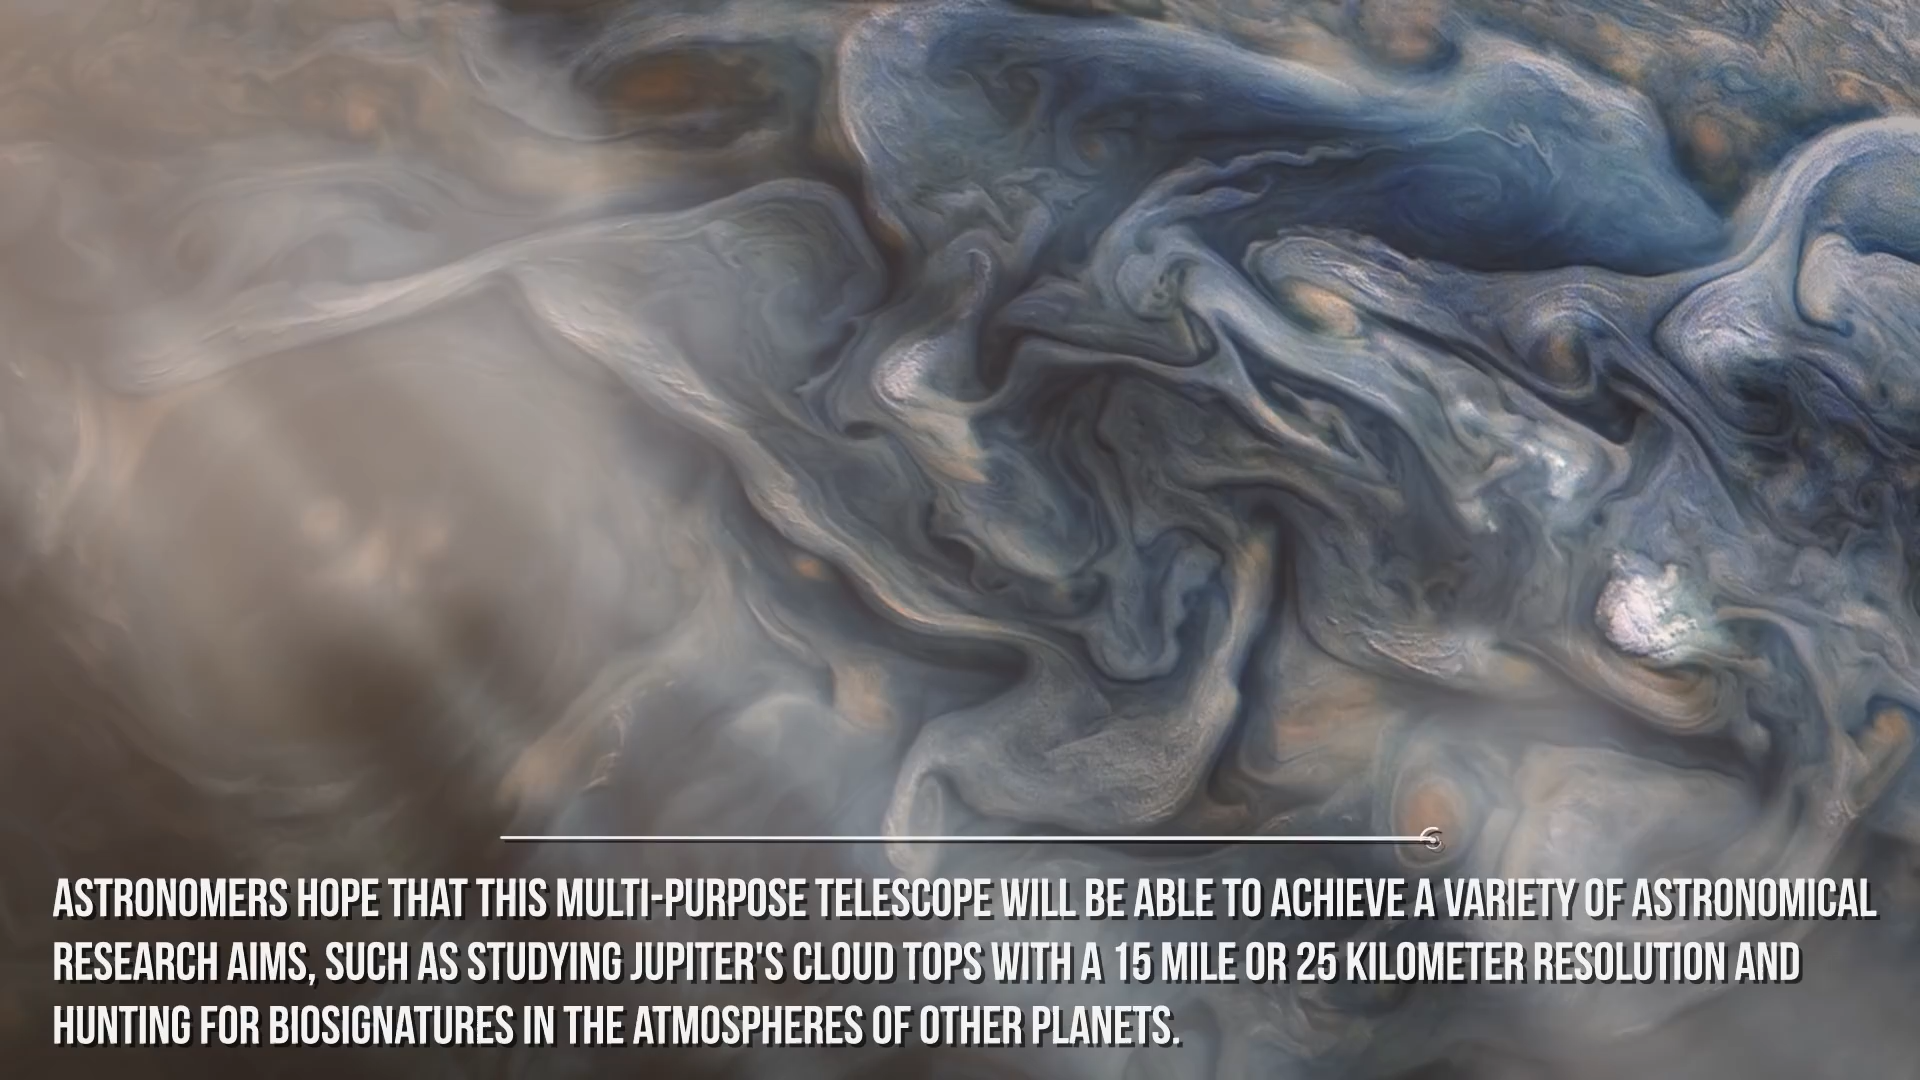 ASTRONOMERS HOPE THAT THIS MULTI-PURPOSE TELESCOPE WILL BE ABLE TO ACHIEVE A VARIETY OF ASTRONOMICAL
RESEARCH AIMS, SUCH AS STUDYING JUPITER'S CLOUD TOPS WITH A 15 MILE OR 25 KILOMETER RESOLUTION AND
HUNTING FOR BIOSIGNATURES IN THE ATMOSPHERES OF OTHER PLANETS.